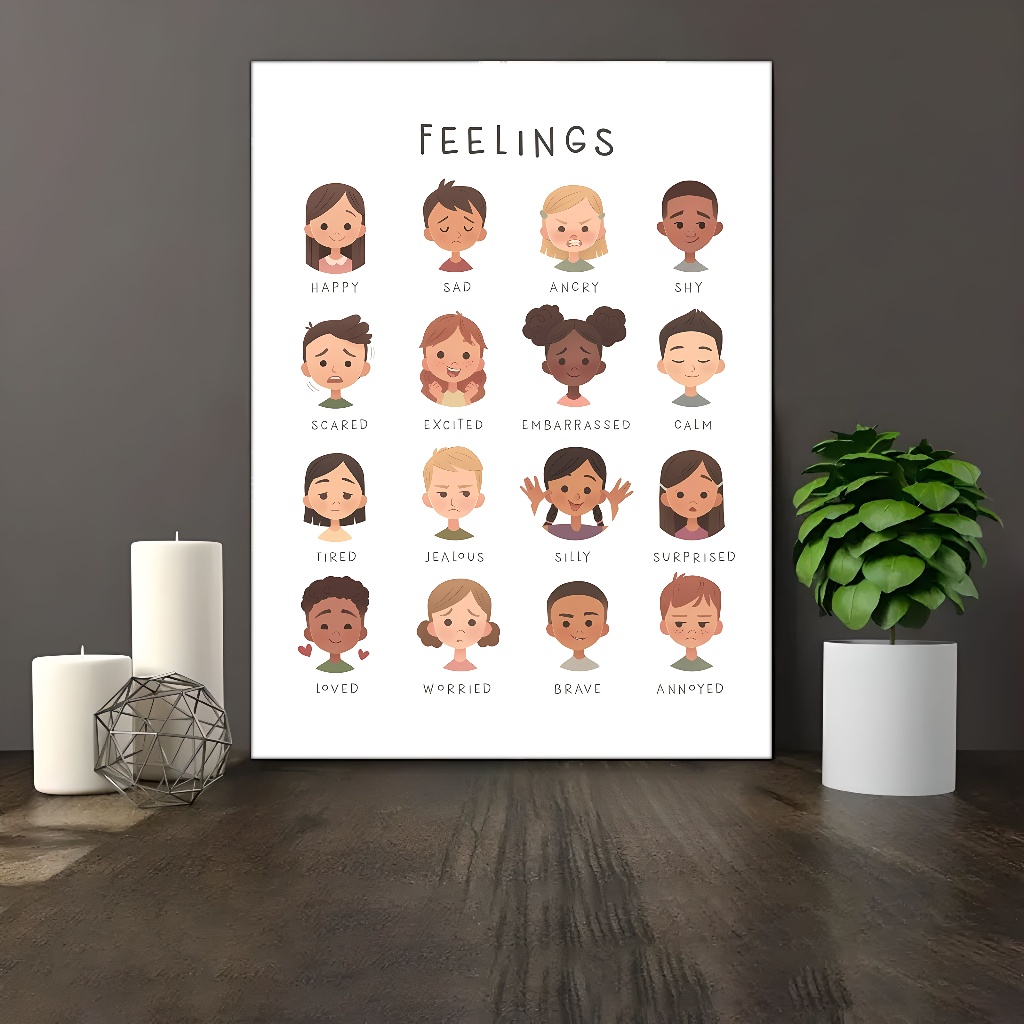 FEELINGS
HAPPY SAD ANGRY SHY
SCARED EXCITED EMBARRASSED CALM
TIRED JEALOUS SILLY SURPRISED
LOVED WORRIED BRAVE ANNOYED